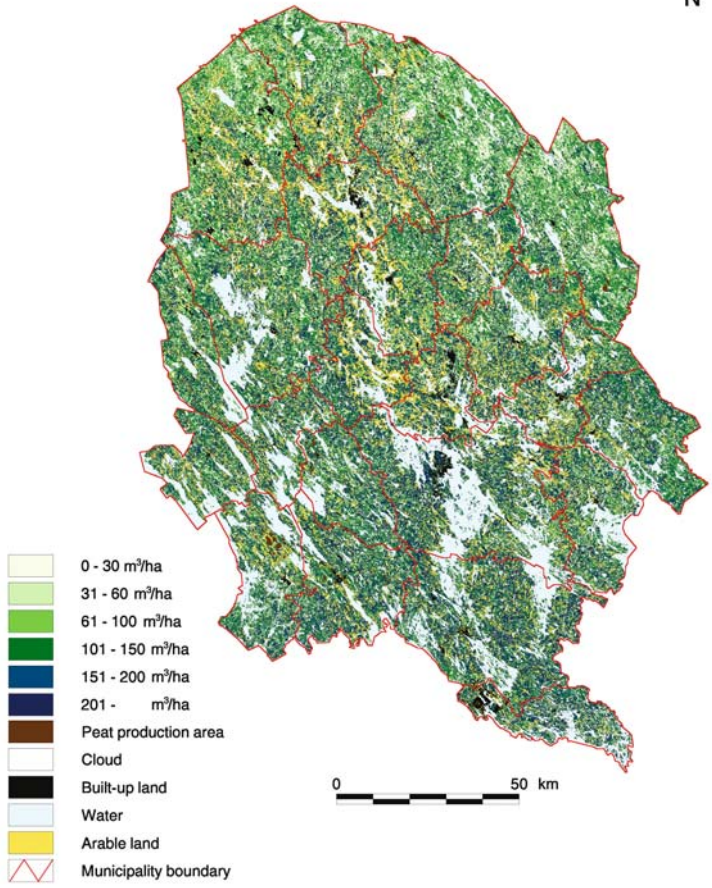 N
0 - 30 m³/ha
31 - 60 m³/ha
61 - 100 m³/ha
101 - 150 m³/ha
151 - 200 m³/ha
201 - m³/ha
Peat production area
Cloud
Built-up land
Water
Arable land
Municipality boundary
0 50 km